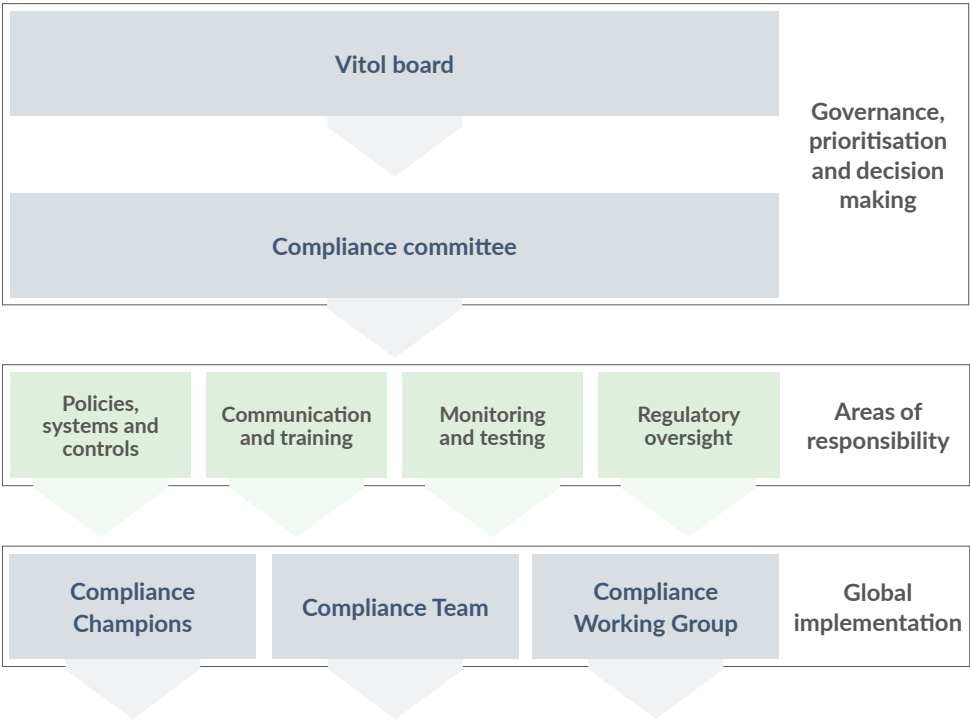 Vitol board
Governance,
prioritisation
and decision
making
Compliance committee
Policies,
systems and
controls
Communication
and training
Monitoring
and testing
Regulatory
oversight
Areas of
responsibility
Compliance
Champions
Compliance Team
Compliance
Working Group
Global
implementation